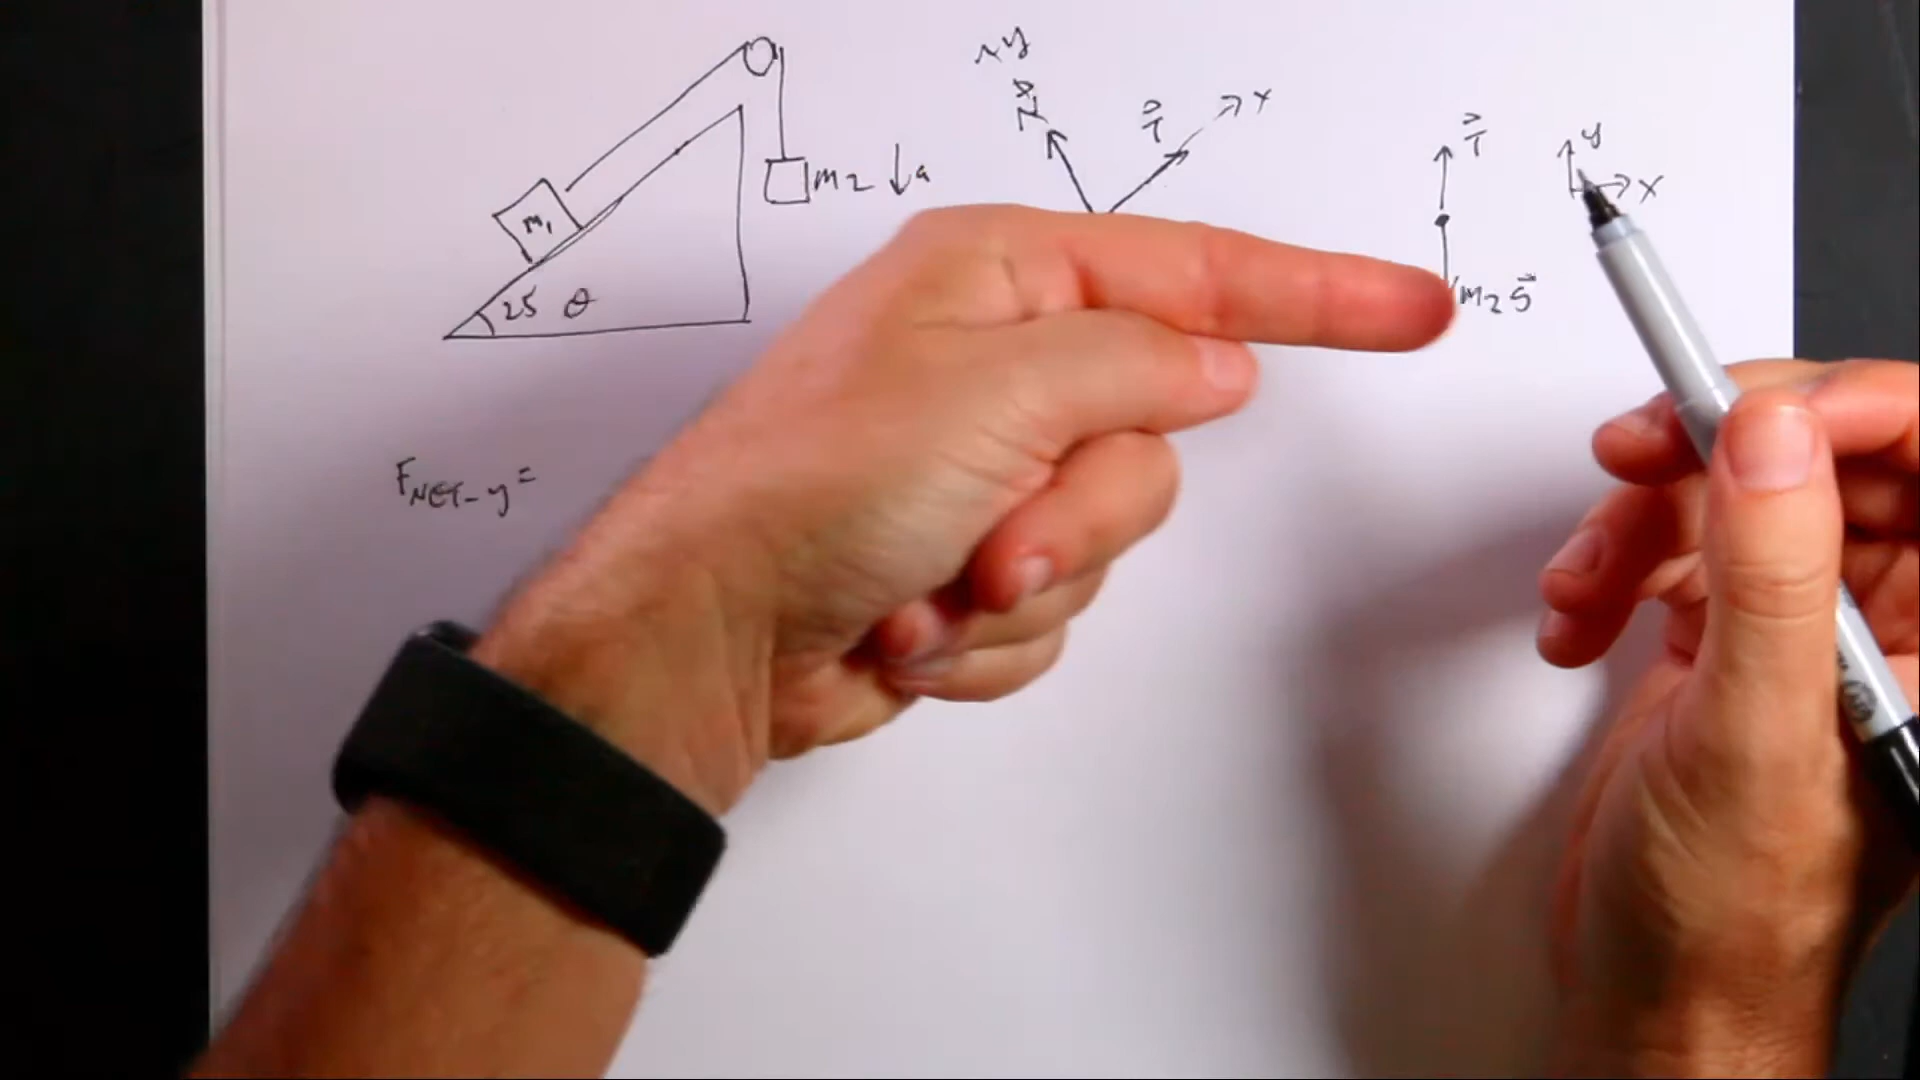 m₁
25 θ
m2 ↓a
y
N
T
x
T
m2 g
y
x
F_NET-y =